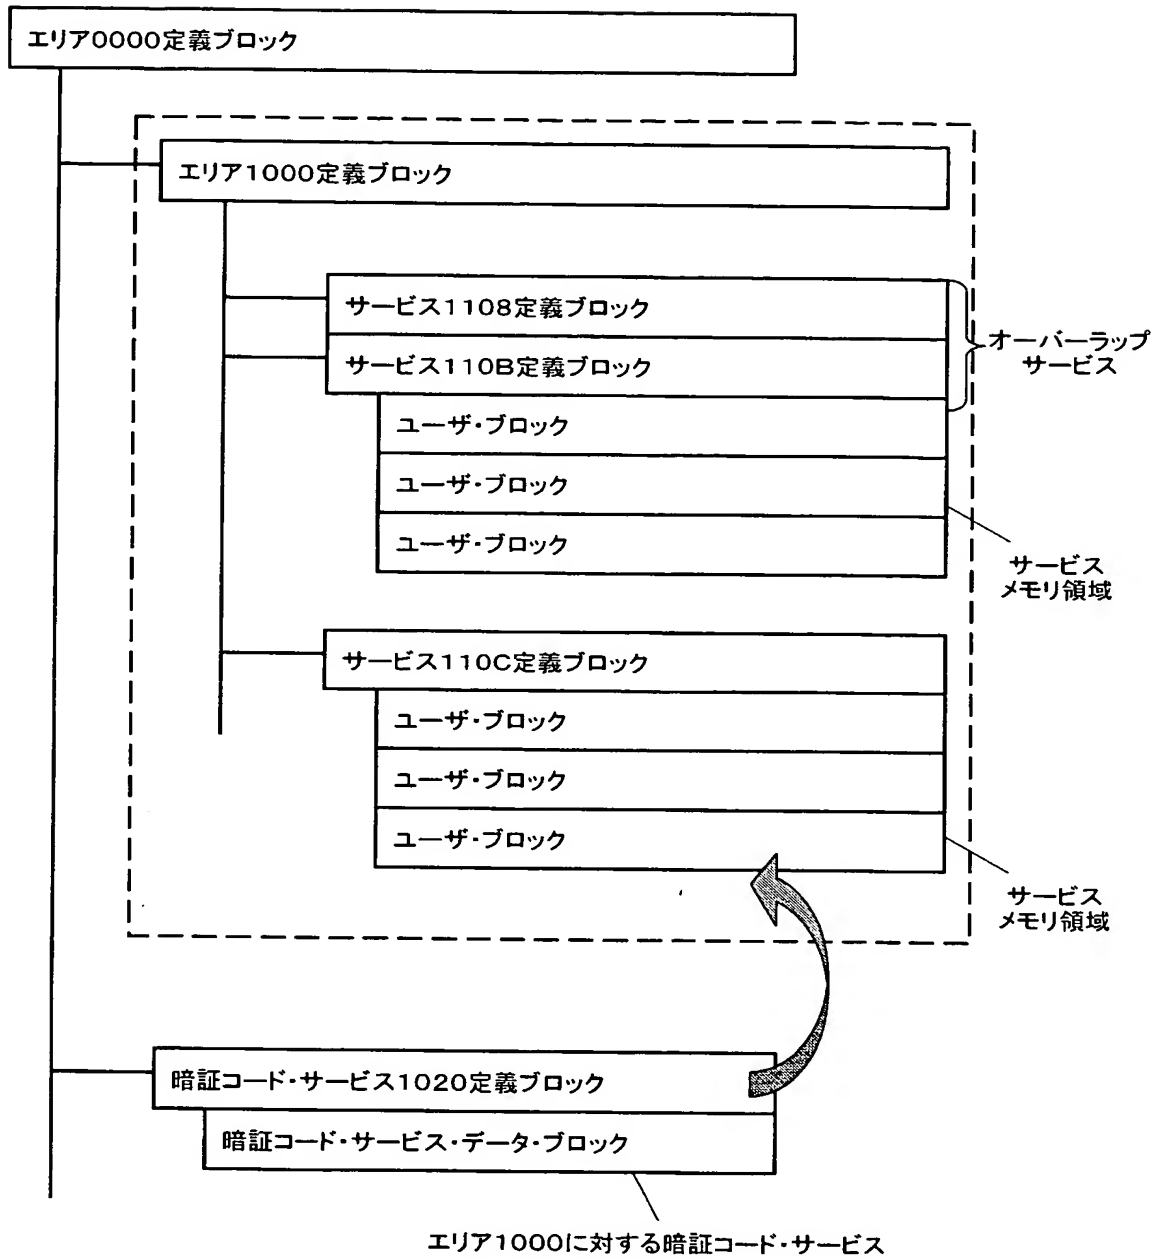 エリア0000定義ブロック
エリア1000定義ブロック
サービス1108定義ブロック
サービス110B定義ブロック
オーバーラップ
サービス
ユーザ・ブロック
ユーザ・ブロック
ユーザ・ブロック
サービス
メモリ領域
サービス110C定義ブロック
ユーザ・ブロック
ユーザ・ブロック
ユーザ・ブロック
サービス
メモリ領域
暗証コード・サービス1020定義ブロック
暗証コード・サービス・データ・ブロック
エリア1000に対する暗証コード・サービス